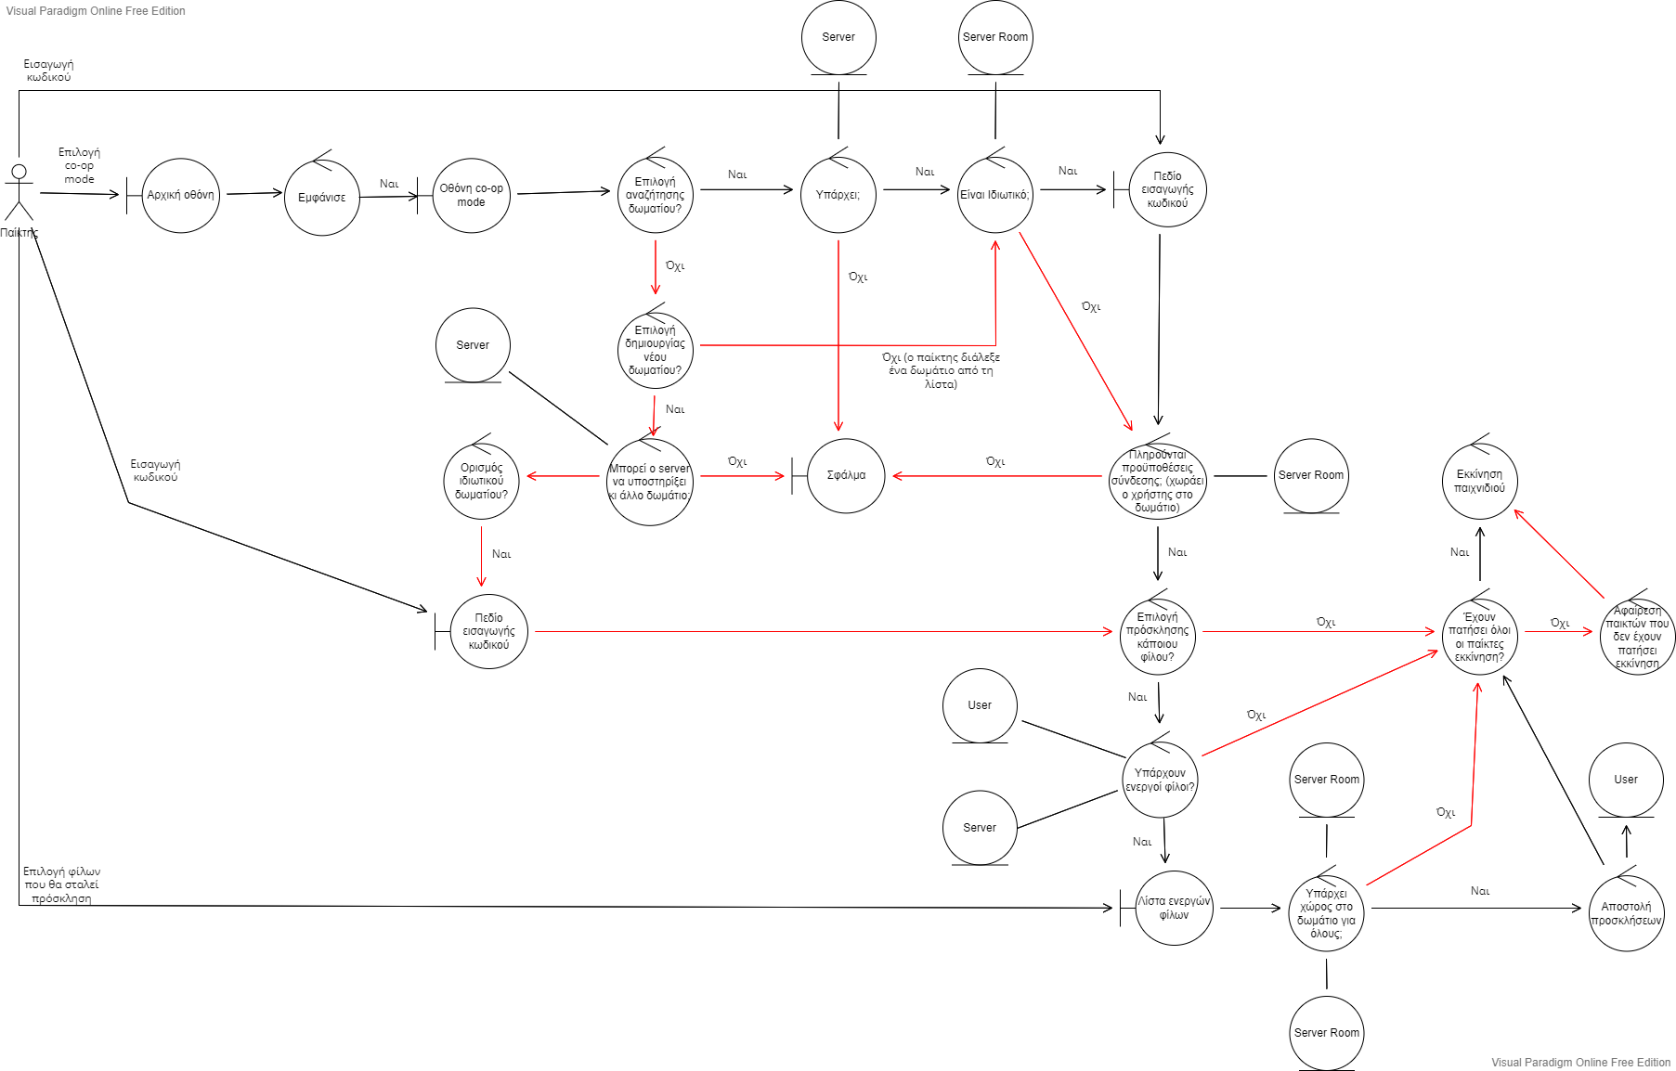 Visual Paradigm Online Free Edition
Server
Server Room
Εισαγωγή
κωδικού
Επιλογή
co-op
mode
Παίκτης
Αρχική οθόνη
Εμφάνισε
Ναι
Οθόνη co-op
mode
Επιλογή
αναζήτησης
δωματίου?
Ναι
Υπάρχει;
Ναι
Είναι Ιδιωτικό;
Ναι
Πεδίο
εισαγωγής
κωδικού
Όχι
Όχι
Όχι
Server
Επιλογή
δημιουργίας
νέου
δωματίου?
Όχι (ο παίκτης διάλεξε
ένα δωμάτιο από τη
λίστα)
Ναι
Εισαγωγή
κωδικού
Ορισμός
ιδιωτικού
δωματίου?
Μπορεί ο server
να υποστηρίξει
κι άλλο δωμάτιο;
Όχι
Σφάλμα
Όχι
Πληρούνται
προϋποθέσεις
σύνδεσης; (χωράει
ο χρήστης στο
δωμάτιο)
Server Room
Εκκίνηση
παιχνιδιού
Ναι
Ναι
Ναι
Πεδίο
εισαγωγής
κωδικού
Επιλογή
πρόσκλησης
κάποιου
φίλου?
Όχι
Έχουν
πατήσει όλοι
οι παίκτες
εκκίνηση?
Όχι
Αφαίρεση
παικτών που
δεν έχουν
πατήσει
εκκίνηση
Ναι
User
Όχι
Υπάρχουν
ενεργοί φίλοι?
Server Room
User
Server
Όχι
Ναι
Επιλογή φίλων
που θα σταλεί
πρόσκληση
Λίστα ενεργών
φίλων
Υπάρχει
χώρος στο
δωμάτιο για
όλους;
Ναι
Αποστολή
προσκλήσεων
Server Room
Visual Paradigm Online Free Edition